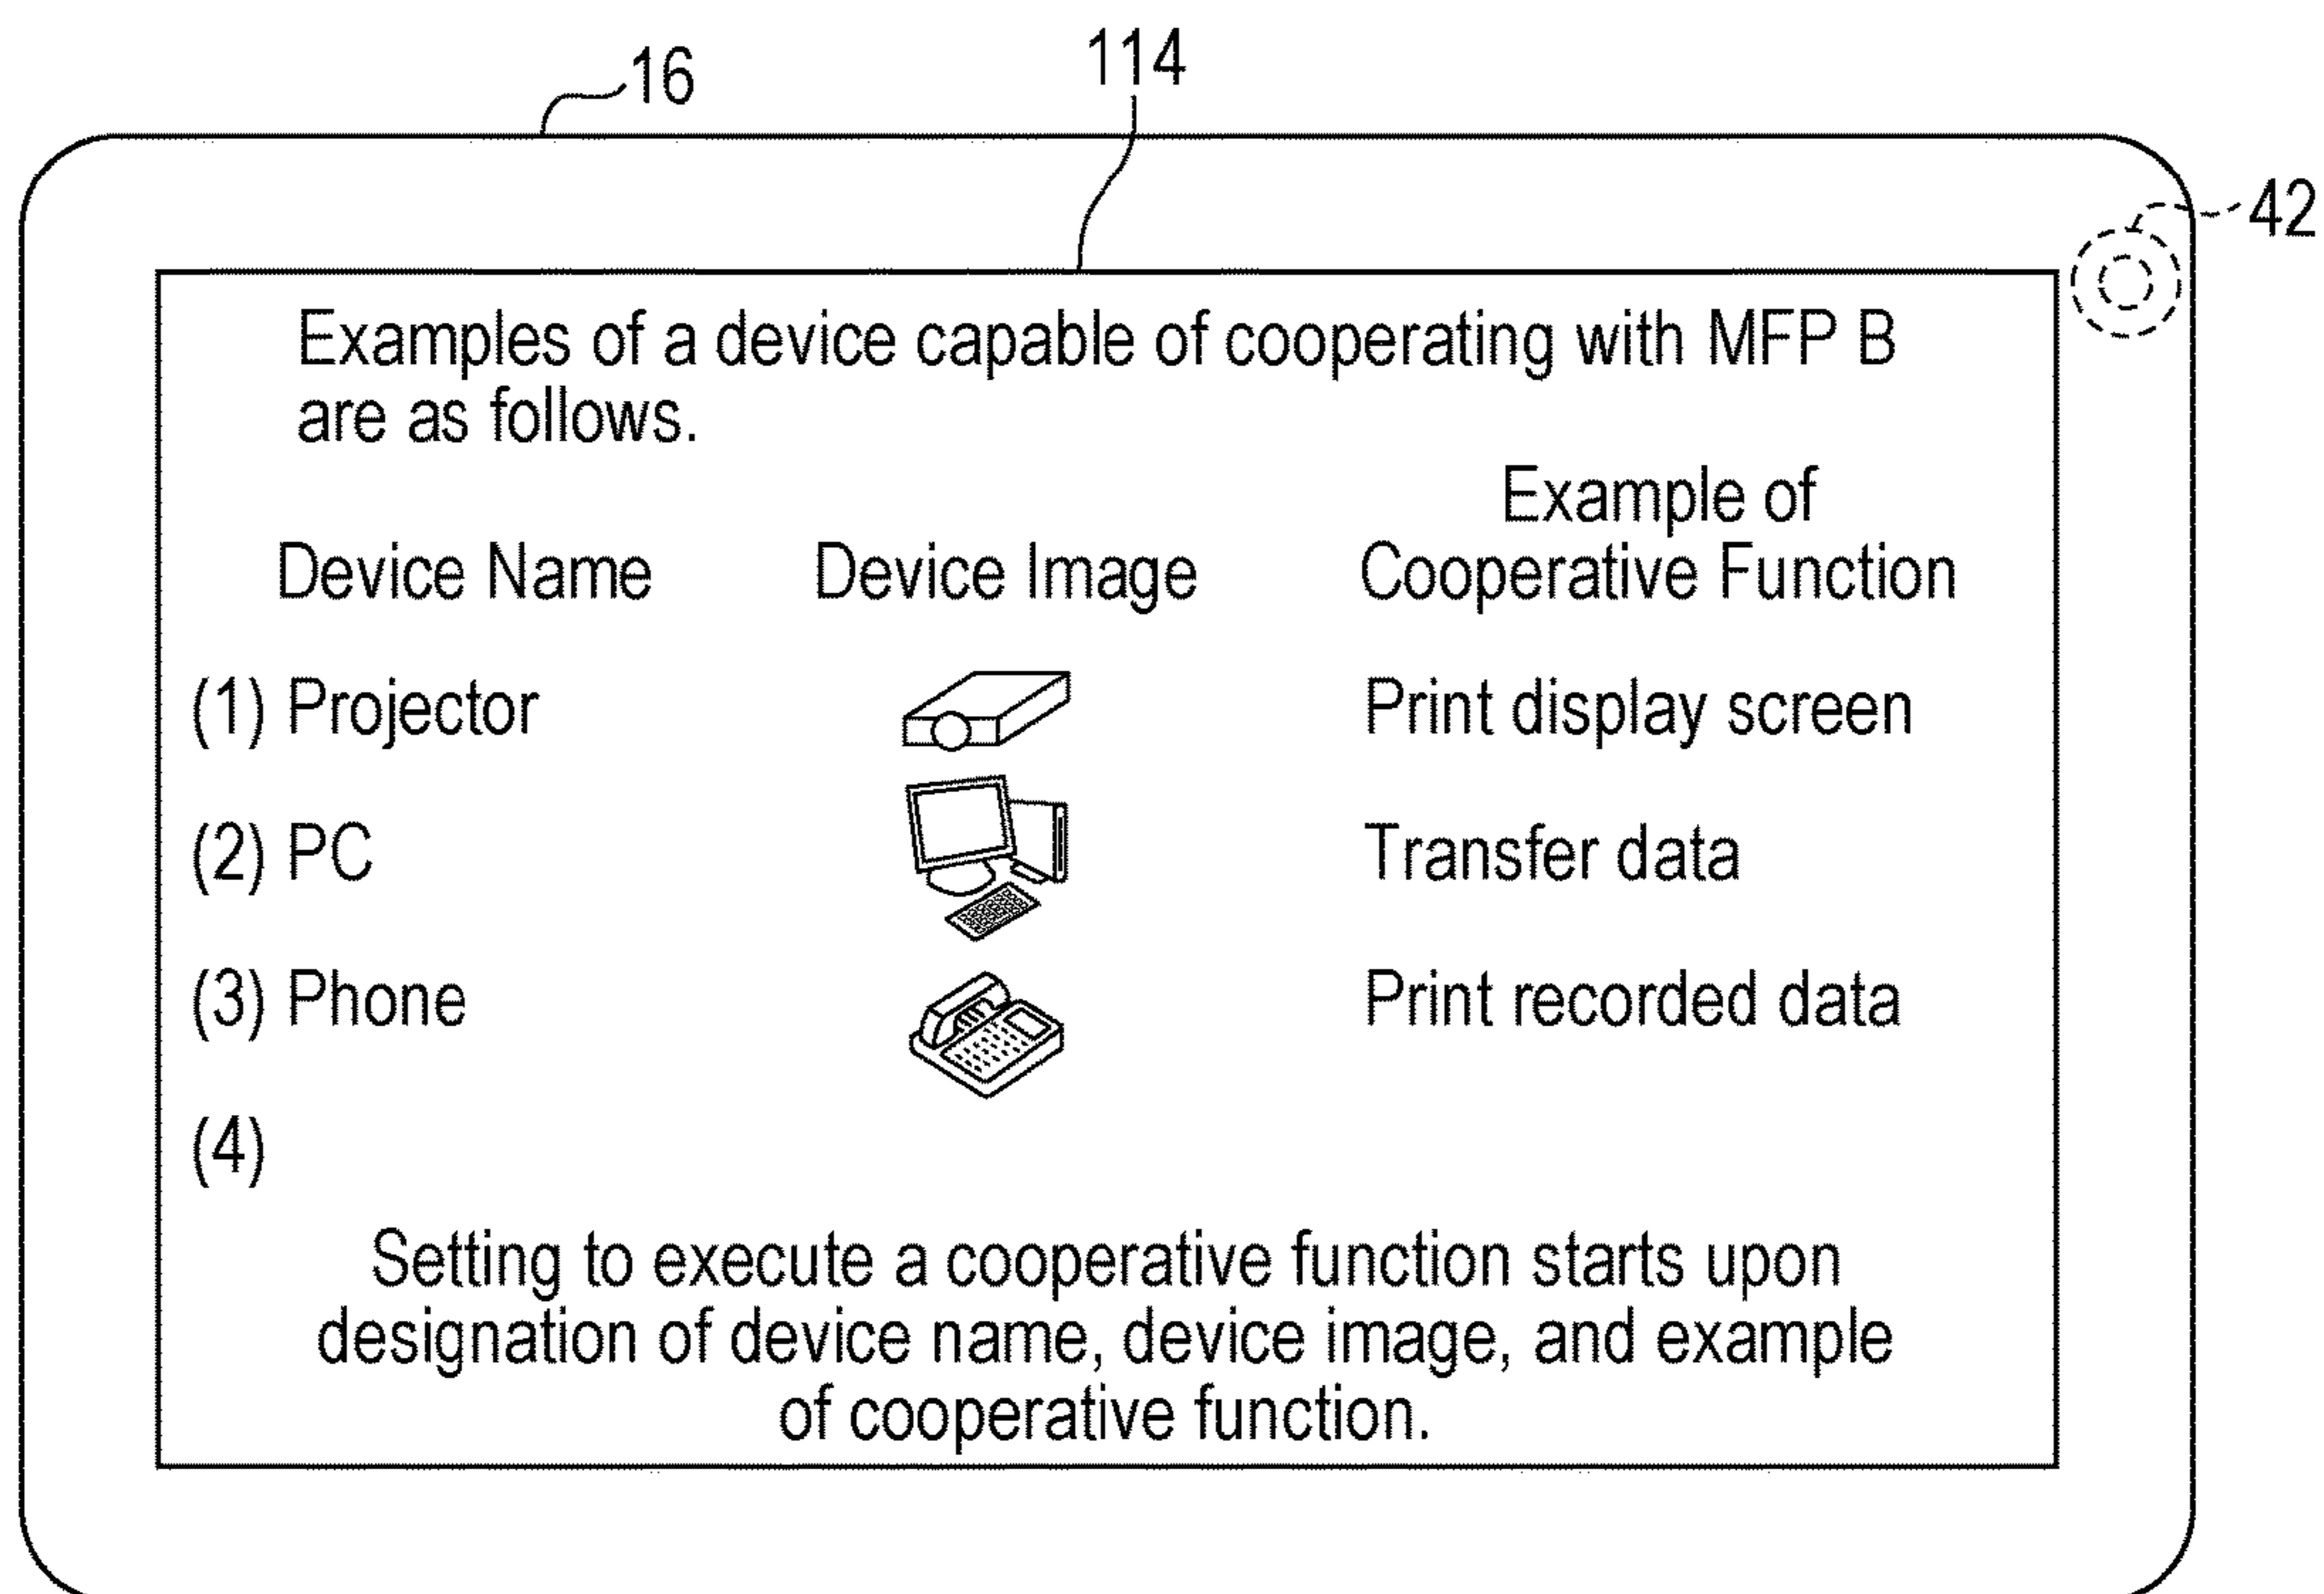 16
114
42
Examples of a device capable of cooperating with MFP B
are as follows.
Example of
Device Name Device Image Cooperative Function
(1) Projector Print display screen
(2) PC Transfer data
(3) Phone Print recorded data
(4)
Setting to execute a cooperative function starts upon
designation of device name, device image, and example
of cooperative function.